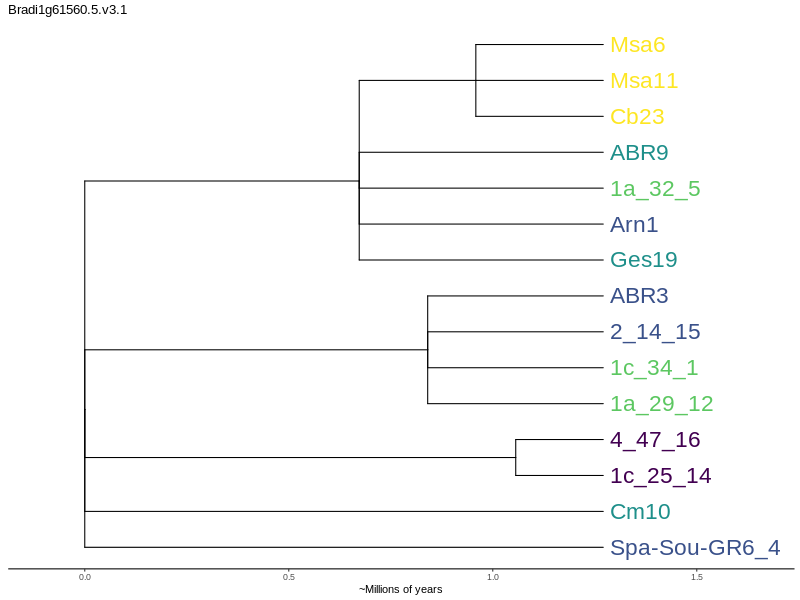 Bradi1g61560.5.v3.1
Msa6
Msa11
Cb23
ABR9
1a_32_5
Arn1
Ges19
ABR3
2_14_15
1c_34_1
1a_29_12
4_47_16
1c_25_14
Cm10
Spa-Sou-GR6_4
0.0 0.5 1.0 1.5
~Millions of years